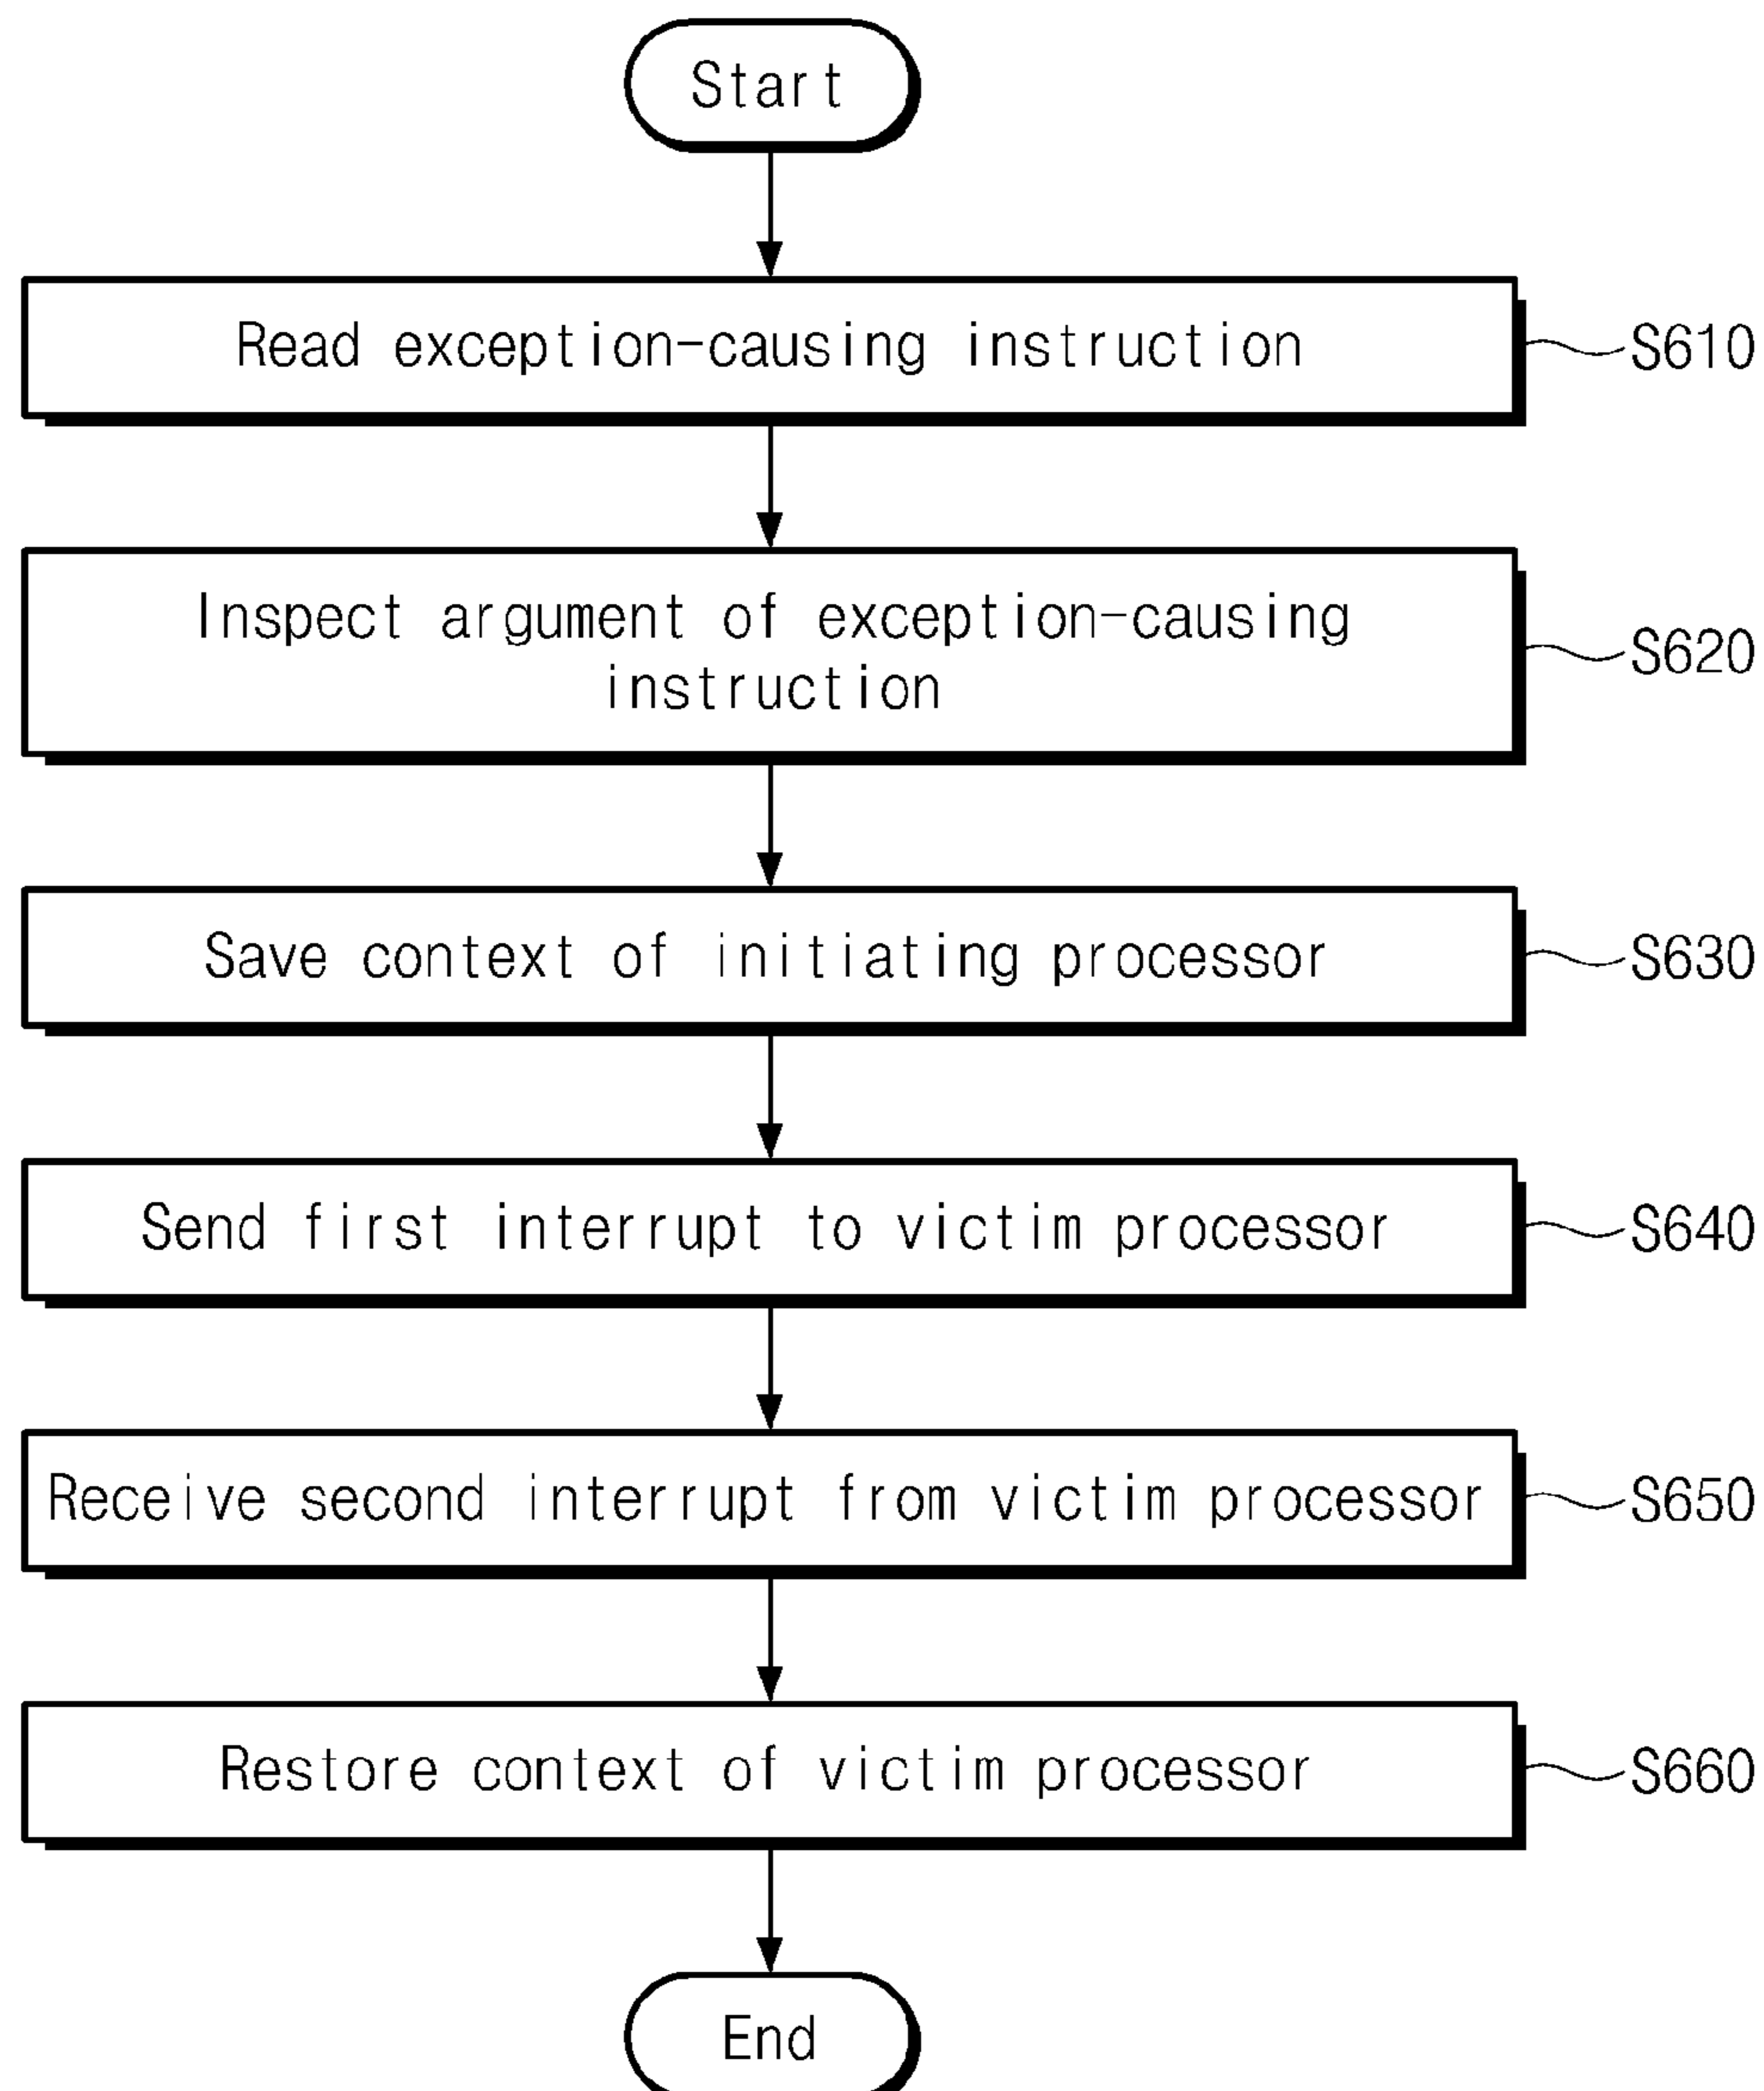 Start
Read exception-causing instruction
S610
Inspect argument of exception-causing
instruction
S620
Save context of initiating processor
S630
Send first interrupt to victim processor
S640
Receive second interrupt from victim processor
S650
Restore context of victim processor
S660
End